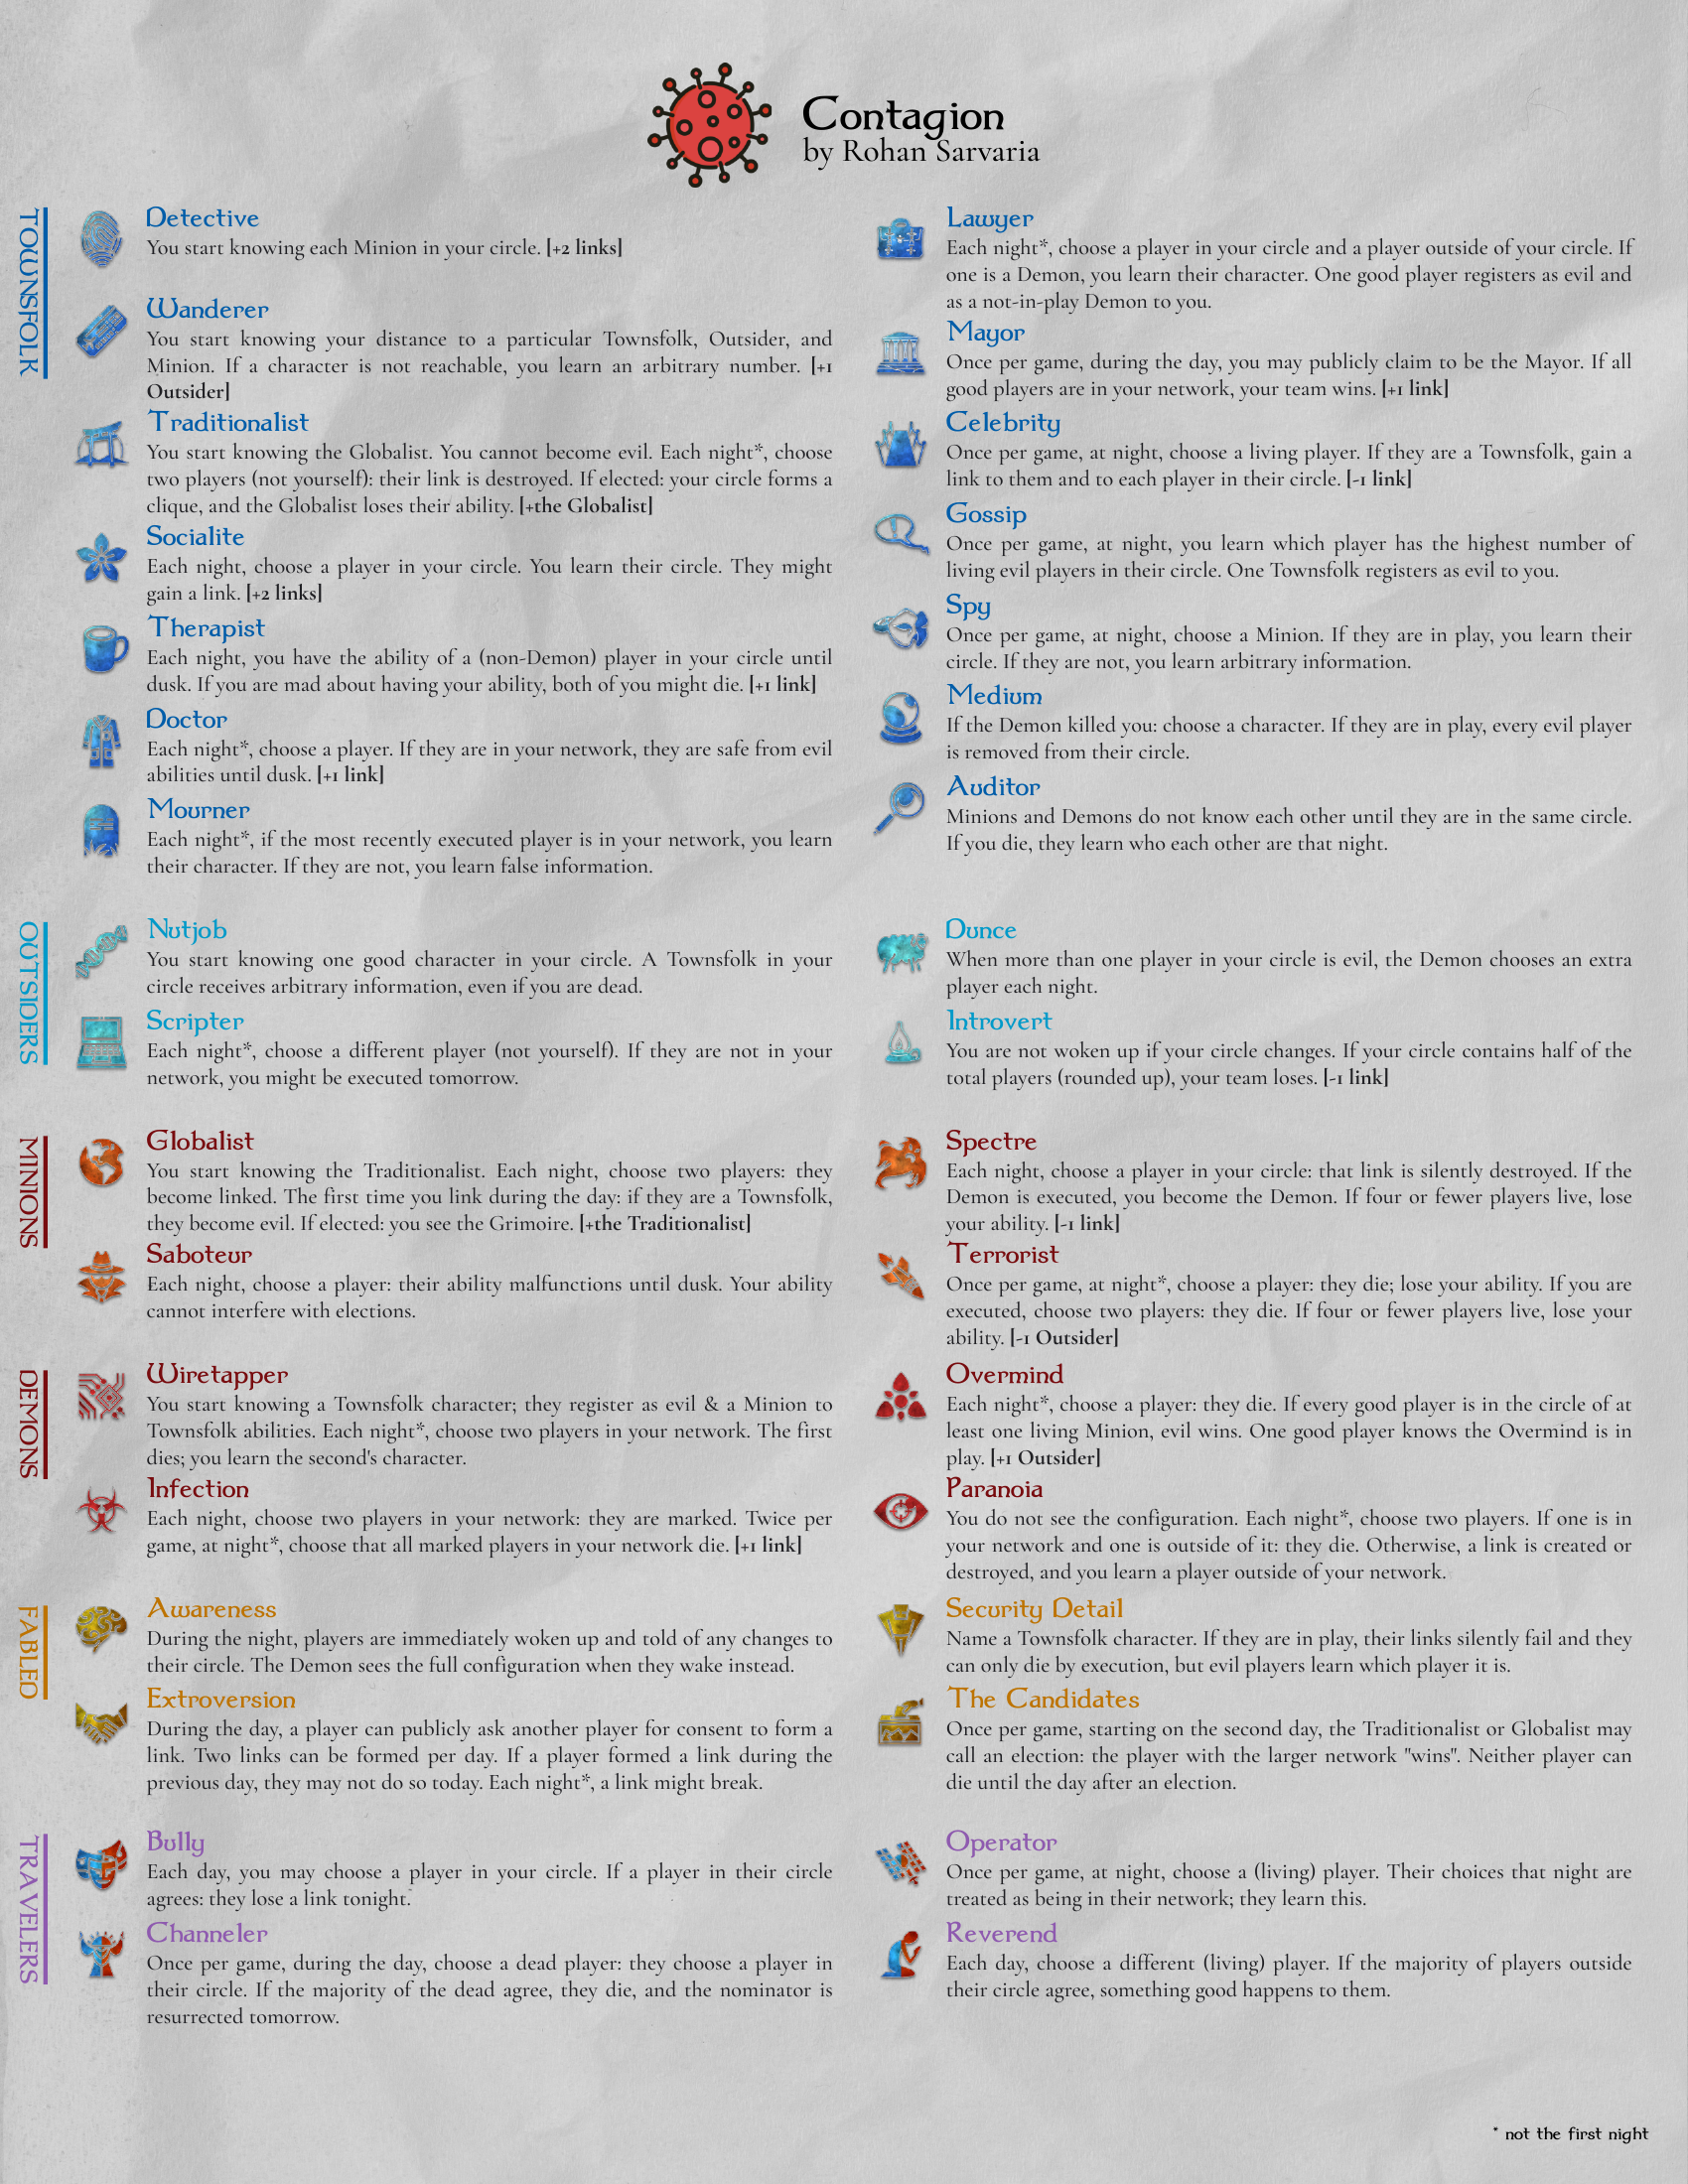 Contagion
by Rohan Sarvaria
TOWNSFOLK
Detective
You start knowing each Minion in your circle. [+2 links]
Wanderer
You start knowing your distance to a particular Townsfolk, Outsider, and
Minion. If a character is not reachable, you learn an arbitrary number. [+1
Outsider]
Traditionalist
You start knowing the Globalist. You cannot become evil. Each night*, choose
two players (not yourself): their link is destroyed. If elected: your circle forms a
clique, and the Globalist loses their ability. [+the Globalist]
Socialite
Each night, choose a player in your circle. You learn their circle. They might
gain a link. [+2 links]
Therapist
Each night, you have the ability of a (non-Demon) player in your circle until
dusk. If you are mad about having your ability, both of you might die. [+1 link]
Doctor
Each night*, choose a player. If they are in your network, they are safe from evil
abilities until dusk. [+1 link]
Mourner
Each night*, if the most recently executed player is in your network, you learn
their character. If they are not, you learn false information.
Lawyer
Each night*, choose a player in your circle and a player outside of your circle. If
one is a Demon, you learn their character. One good player registers as evil and
as a not-in-play Demon to you.
Mayor
Once per game, during the day, you may publicly claim to be the Mayor. If all
good players are in your network, your team wins. [+1 link]
Celebrity
Once per game, at night, choose a living player. If they are a Townsfolk, gain a
link to them and to each player in their circle. [-1 link]
Gossip
Once per game, at night, you learn which player has the highest number of
living evil players in their circle. One Townsfolk registers as evil to you.
Spy
Once per game, at night, choose a Minion. If they are in play, you learn their
circle. If they are not, you learn arbitrary information.
Medium
If the Demon killed you: choose a character. If they are in play, every evil player
is removed from their circle.
Auditor
Minions and Demons do not know each other until they are in the same circle.
If you die, they learn who each other are that night.
OUTSIDERS
Nutjob
You start knowing one good character in your circle. A Townsfolk in your
circle receives arbitrary information, even if you are dead.
Scripter
Each night*, choose a different player (not yourself). If they are not in your
network, you might be executed tomorrow.
Dunce
When more than one player in your circle is evil, the Demon chooses an extra
player each night.
Introvert
You are not woken up if your circle changes. If your circle contains half of the
total players (rounded up), your team loses. [-1 link]
MINIONS
Globalist
You start knowing the Traditionalist. Each night, choose two players: they
become linked. The first time you link during the day: if they are a Townsfolk,
they become evil. If elected: you see the Grimoire. [+the Traditionalist]
Saboteur
Each night, choose a player: their ability malfunctions until dusk. Your ability
cannot interfere with elections.
Spectre
Each night, choose a player in your circle: that link is silently destroyed. If the
Demon is executed, you become the Demon. If four or fewer players live, lose
your ability. [-1 link]
Terrorist
Once per game, at night*, choose a player: they die; lose your ability. If you are
executed, choose two players: they die. If four or fewer players live, lose your
ability. [-1 Outsider]
DEMONS
Wiretapper
You start knowing a Townsfolk character; they register as evil & a Minion to
Townsfolk abilities. Each night*, choose two players in your network. The first
dies; you learn the second's character.
Infection
Each night, choose two players in your network: they are marked. Twice per
game, at night*, choose that all marked players in your network die. [+1 link]
Overmind
Each night*, choose a player: they die. If every good player is in the circle of at
least one living Minion, evil wins. One good player knows the Overmind is in
play. [+1 Outsider]
Paranoia
You do not see the configuration. Each night*, choose two players. If one is in
your network and one is outside of it: they die. Otherwise, a link is created or
destroyed, and you learn a player outside of your network.
FABLED
Awareness
During the night, players are immediately woken up and told of any changes to
their circle. The Demon sees the full configuration when they wake instead.
Extroversion
During the day, a player can publicly ask another player for consent to form a
link. Two links can be formed per day. If a player formed a link during the
previous day, they may not do so today. Each night*, a link might break.
Security Detail
Name a Townsfolk character. If they are in play, their links silently fail and they
can only die by execution, but evil players learn which player it is.
The Candidates
Once per game, starting on the second day, the Traditionalist or Globalist may
call an election: the player with the larger network "wins". Neither player can
die until the day after an election.
TRAVELERS
Bully
Each day, you may choose a player in your circle. If a player in their circle
agrees: they lose a link tonight.
Channeler
Once per game, during the day, choose a dead player: they choose a player in
their circle. If the majority of the dead agree, they die, and the nominator is
resurrected tomorrow.
Operator
Once per game, at night, choose a (living) player. Their choices that night are
treated as being in their network; they learn this.
Reverend
Each day, choose a different (living) player. If the majority of players outside
their circle agree, something good happens to them.
* not the first night